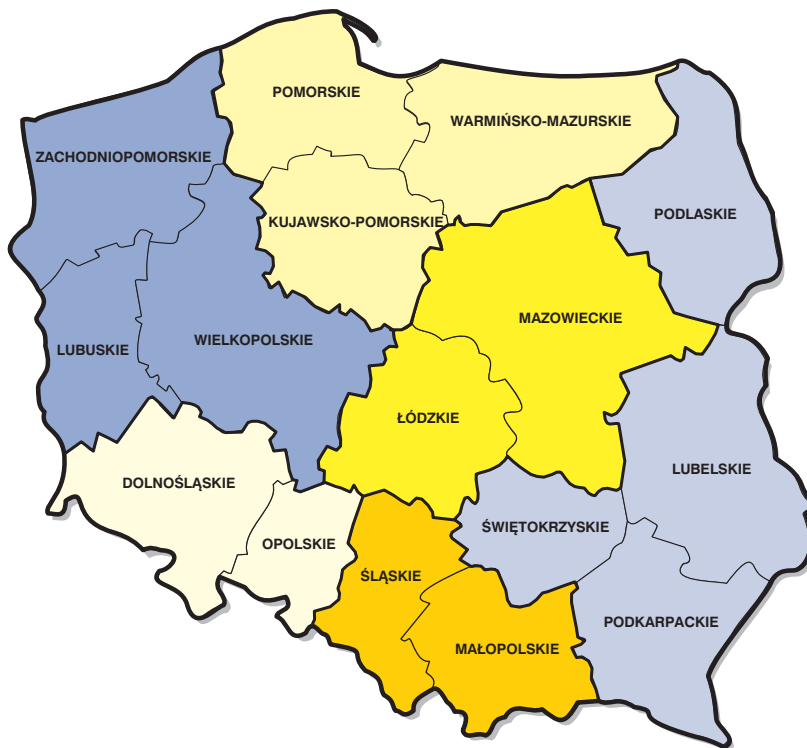 POMORSKIE
WARMIŃSKO-MAZURSKIE
ZACHODNIOPOMORSKIE
KUJAWSKO-POMORSKIE
PODLASKIE
MAZOWIECKIE
WIELKOPOLSKIE
LUBUSKIE
ŁÓDZKIE
LUBELSKIE
DOLNOŚLĄSKIE
ŚWIĘTOKRZYSKIE
OPOLSKIE
ŚLĄSKIE
PODKARPACKIE
MAŁOPOLSKIE